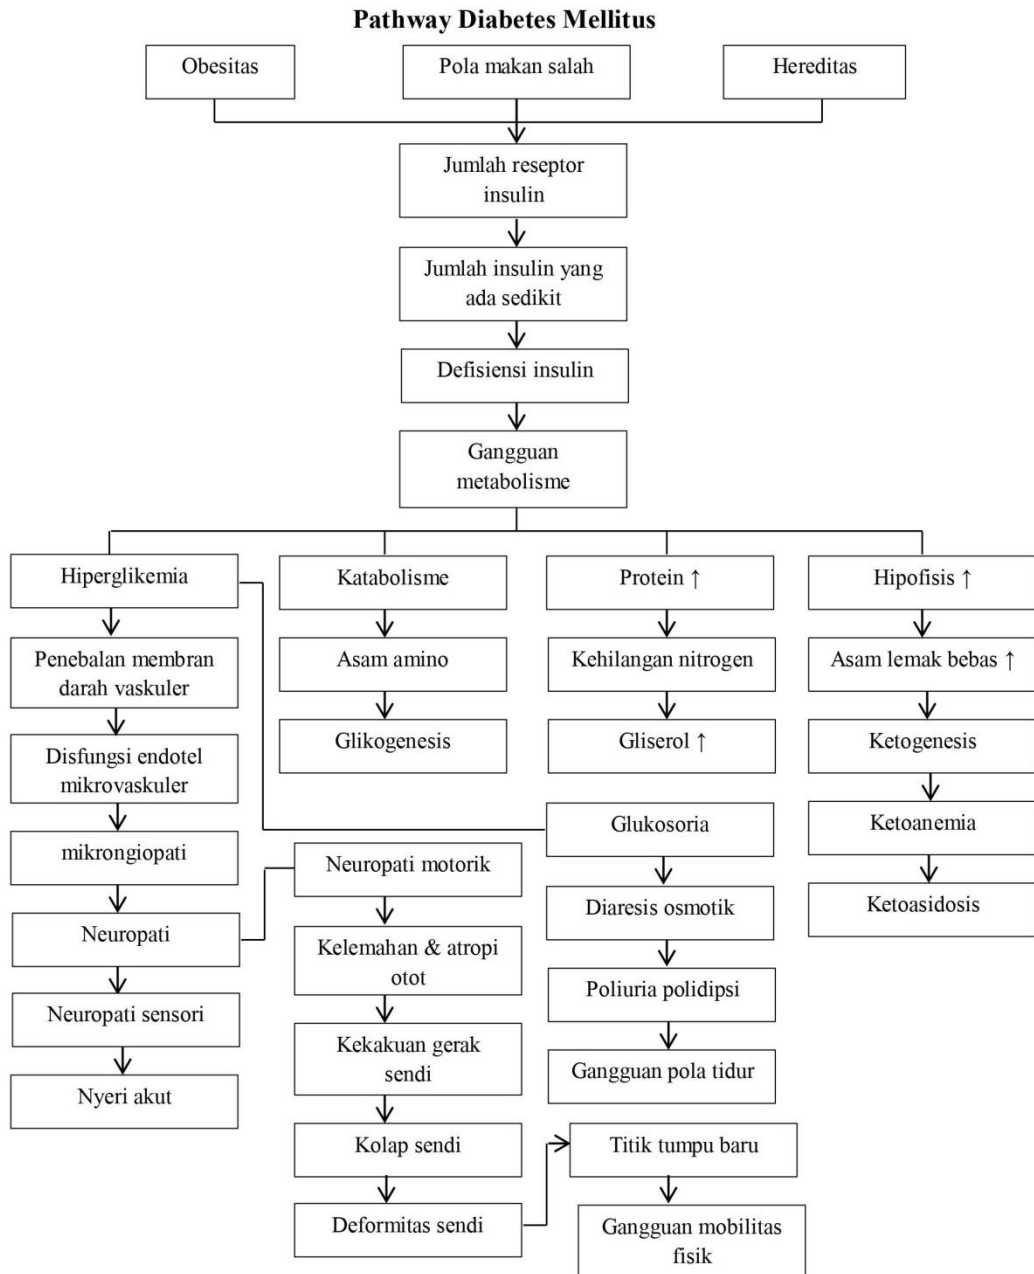 Pathway Diabetes Mellitus
Obesitas
Pola makan salah
Hereditas
Jumlah reseptor
insulin
Jumlah insulin yang
ada sedikit
Defisiensi insulin
Gangguan
metabolisme
Hiperglikemia
Katabolisme
Protein ↑
Hipofisis ↑
Penebalan membran
darah vaskuler
Asam amino
Kehilangan nitrogen
Asam lemak bebas ↑
Disfungsi endotel
mikrovaskuler
Glikogenesis
Gliserol ↑
Ketogenesis
mikrongiopati
Neuropati motorik
Glukosoria
Ketoanemia
Neuropati
Kelemahan & atropi
otot
Diaresis osmotik
Ketoasidosis
Neuropati sensori
Kekakuan gerak
sendi
Poliuria polidipsi
Nyeri akut
Gangguan pola tidur
Kolap sendi
Titik tumpu baru
Deformitas sendi
Gangguan mobilitas
fisik